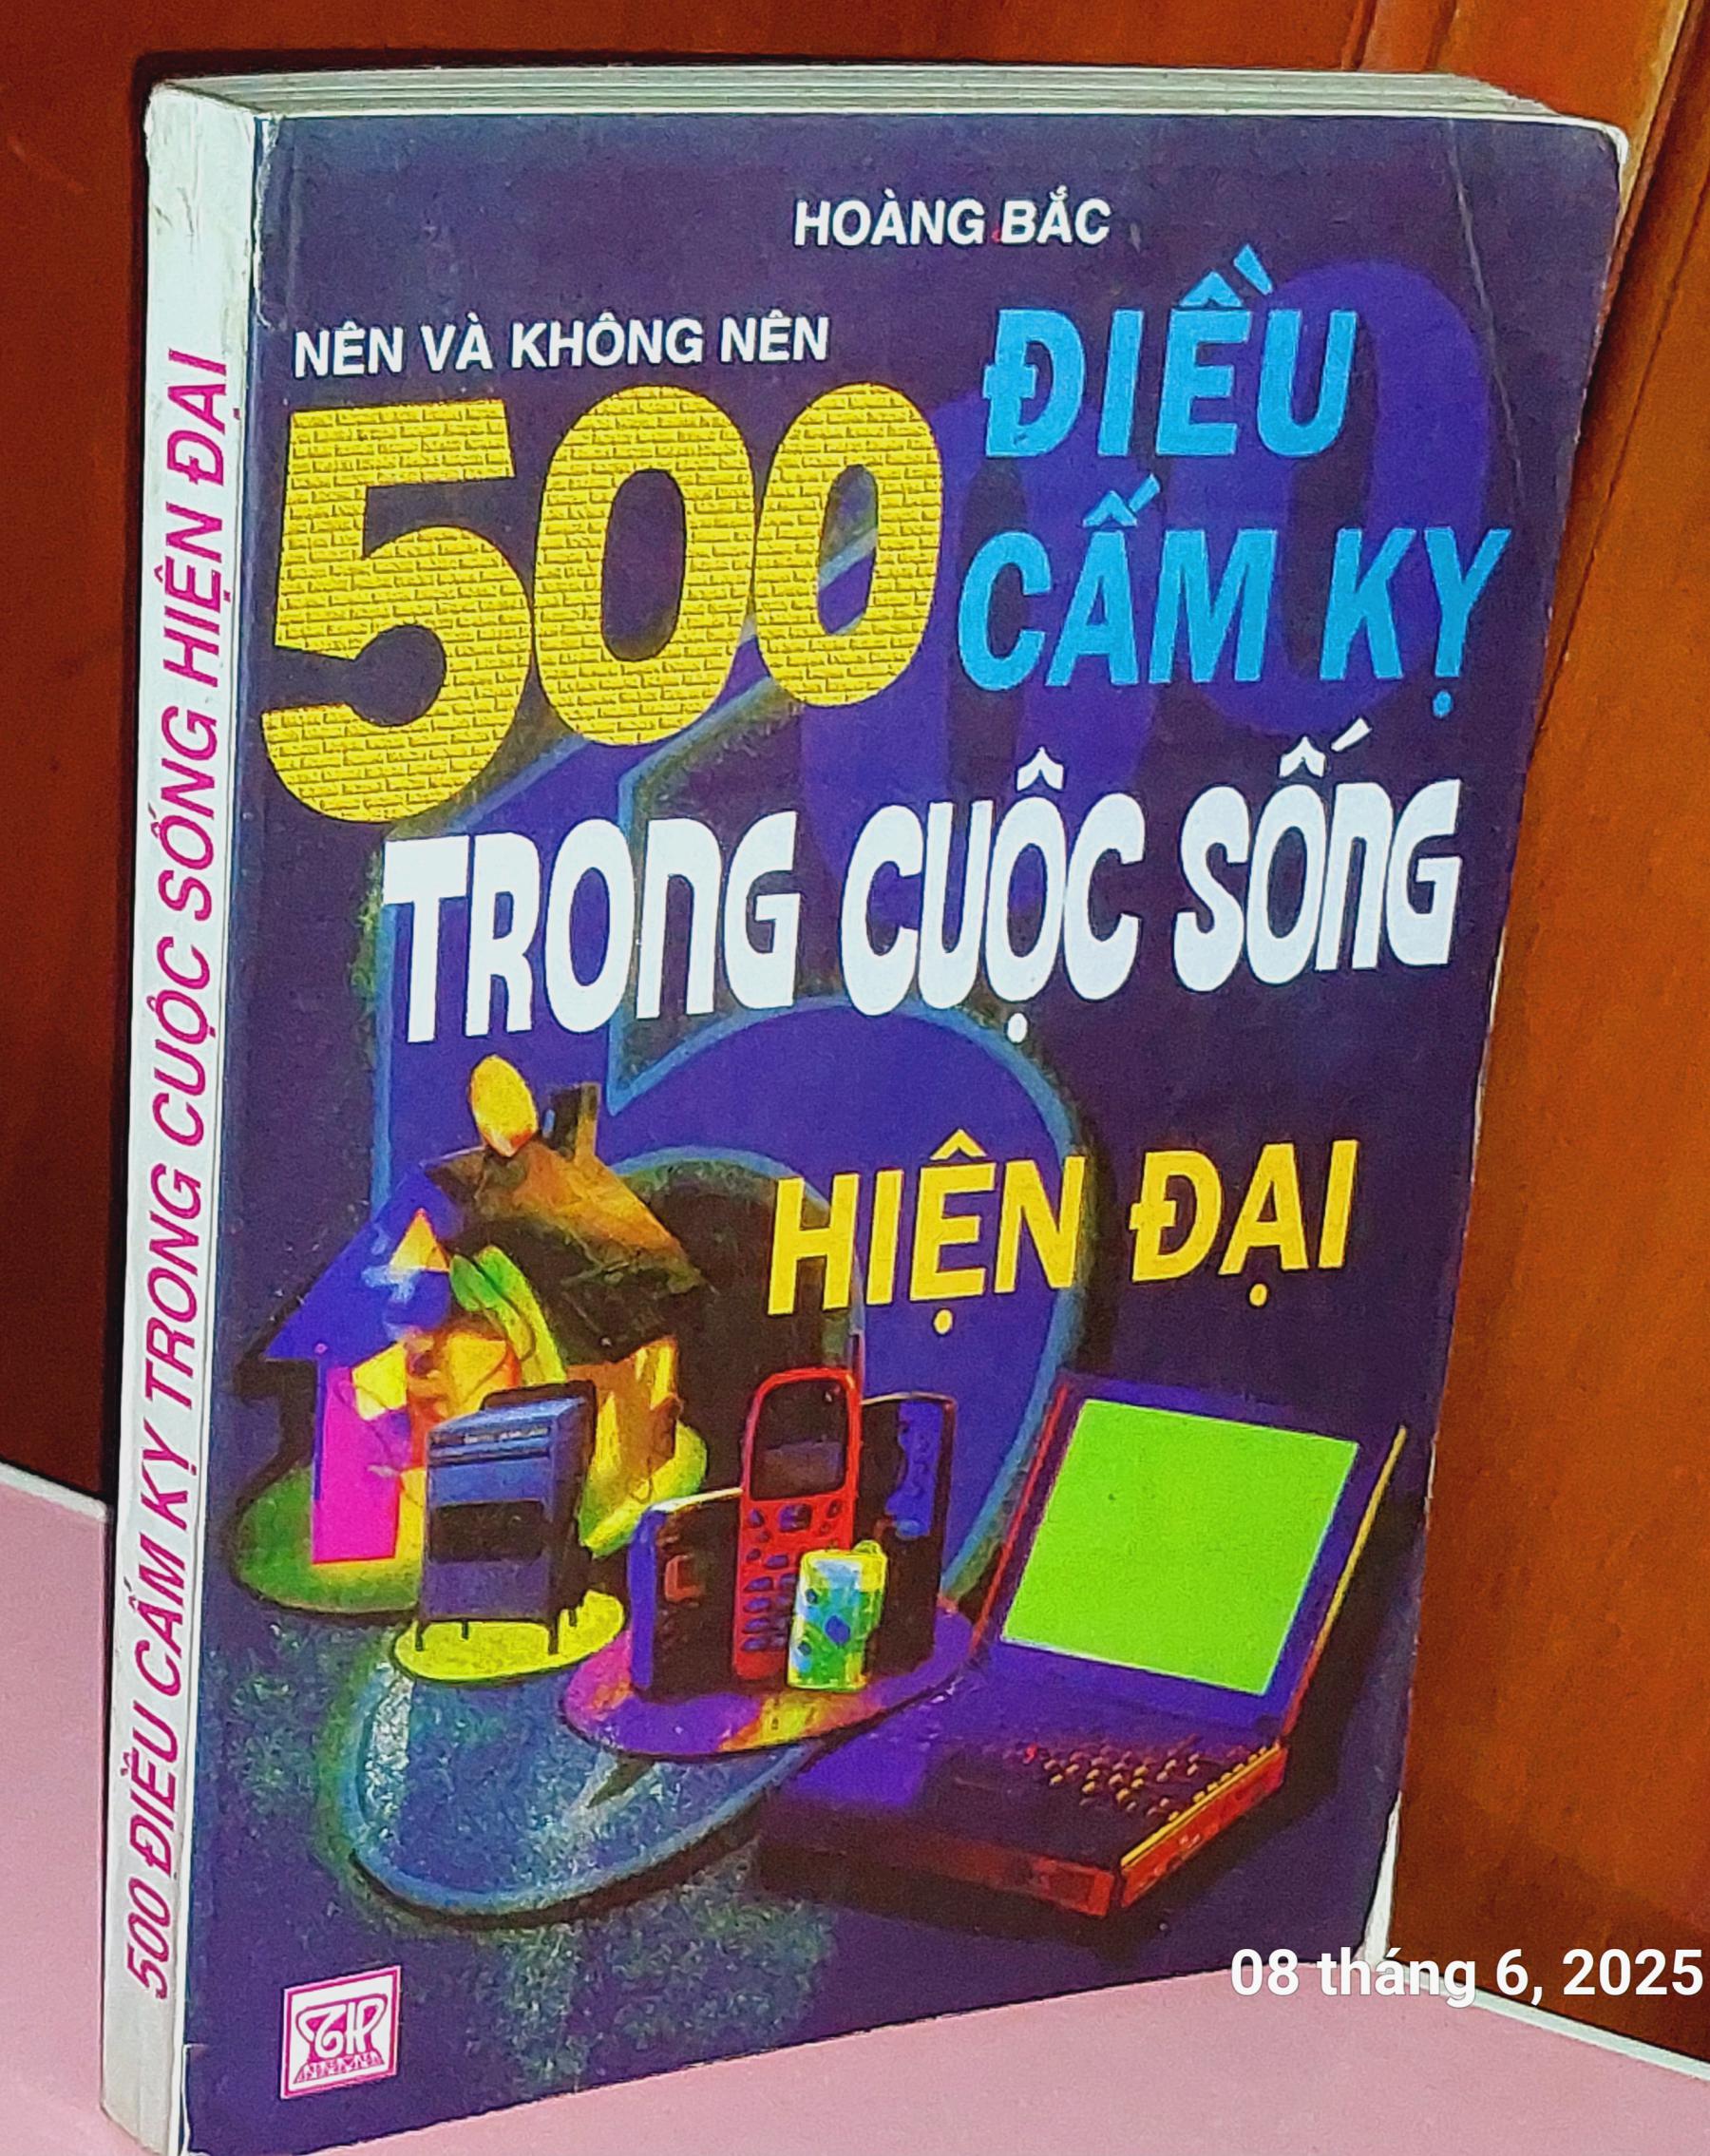 HOÀNG BẮC
NÊN VÀ KHÔNG NÊN
500
ĐIỀU
CẤM KỴ
TRONG CUỘC SỐNG
HIỆN ĐẠI
500 ĐIỀU CẤM KỴ TRONG CUỘC SỐNG HIỆN ĐẠI
08 tháng 6, 2025